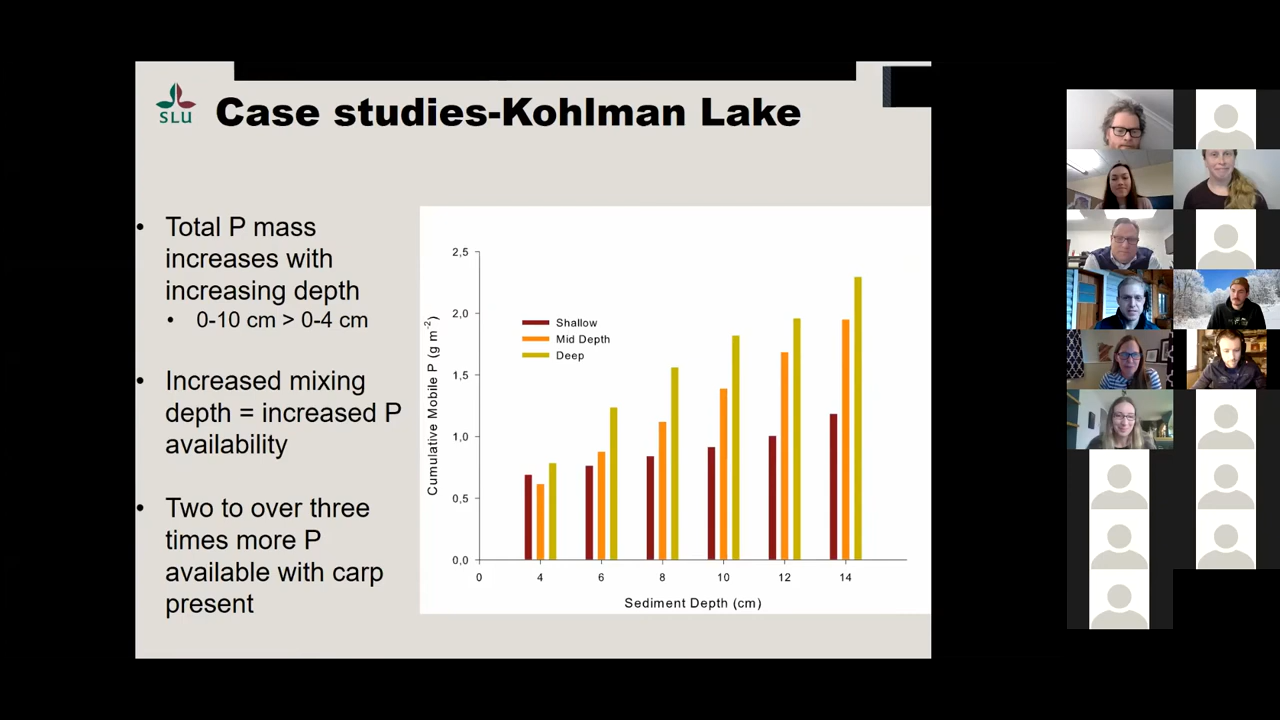 SLU
Case studies-Kohlman Lake
• Total P mass
increases with
increasing depth
• 0-10 cm > 0-4 cm
• Increased mixing
depth = increased P
availability
• Two to over three
times more P
available with carp
present
Cumulative Mobile P (g m⁻²)
2,5
2,0
1,5
1,0
0,5
0,0
Shallow
Mid Depth
Deep
0 4 6 8 10 12 14
Sediment Depth (cm)